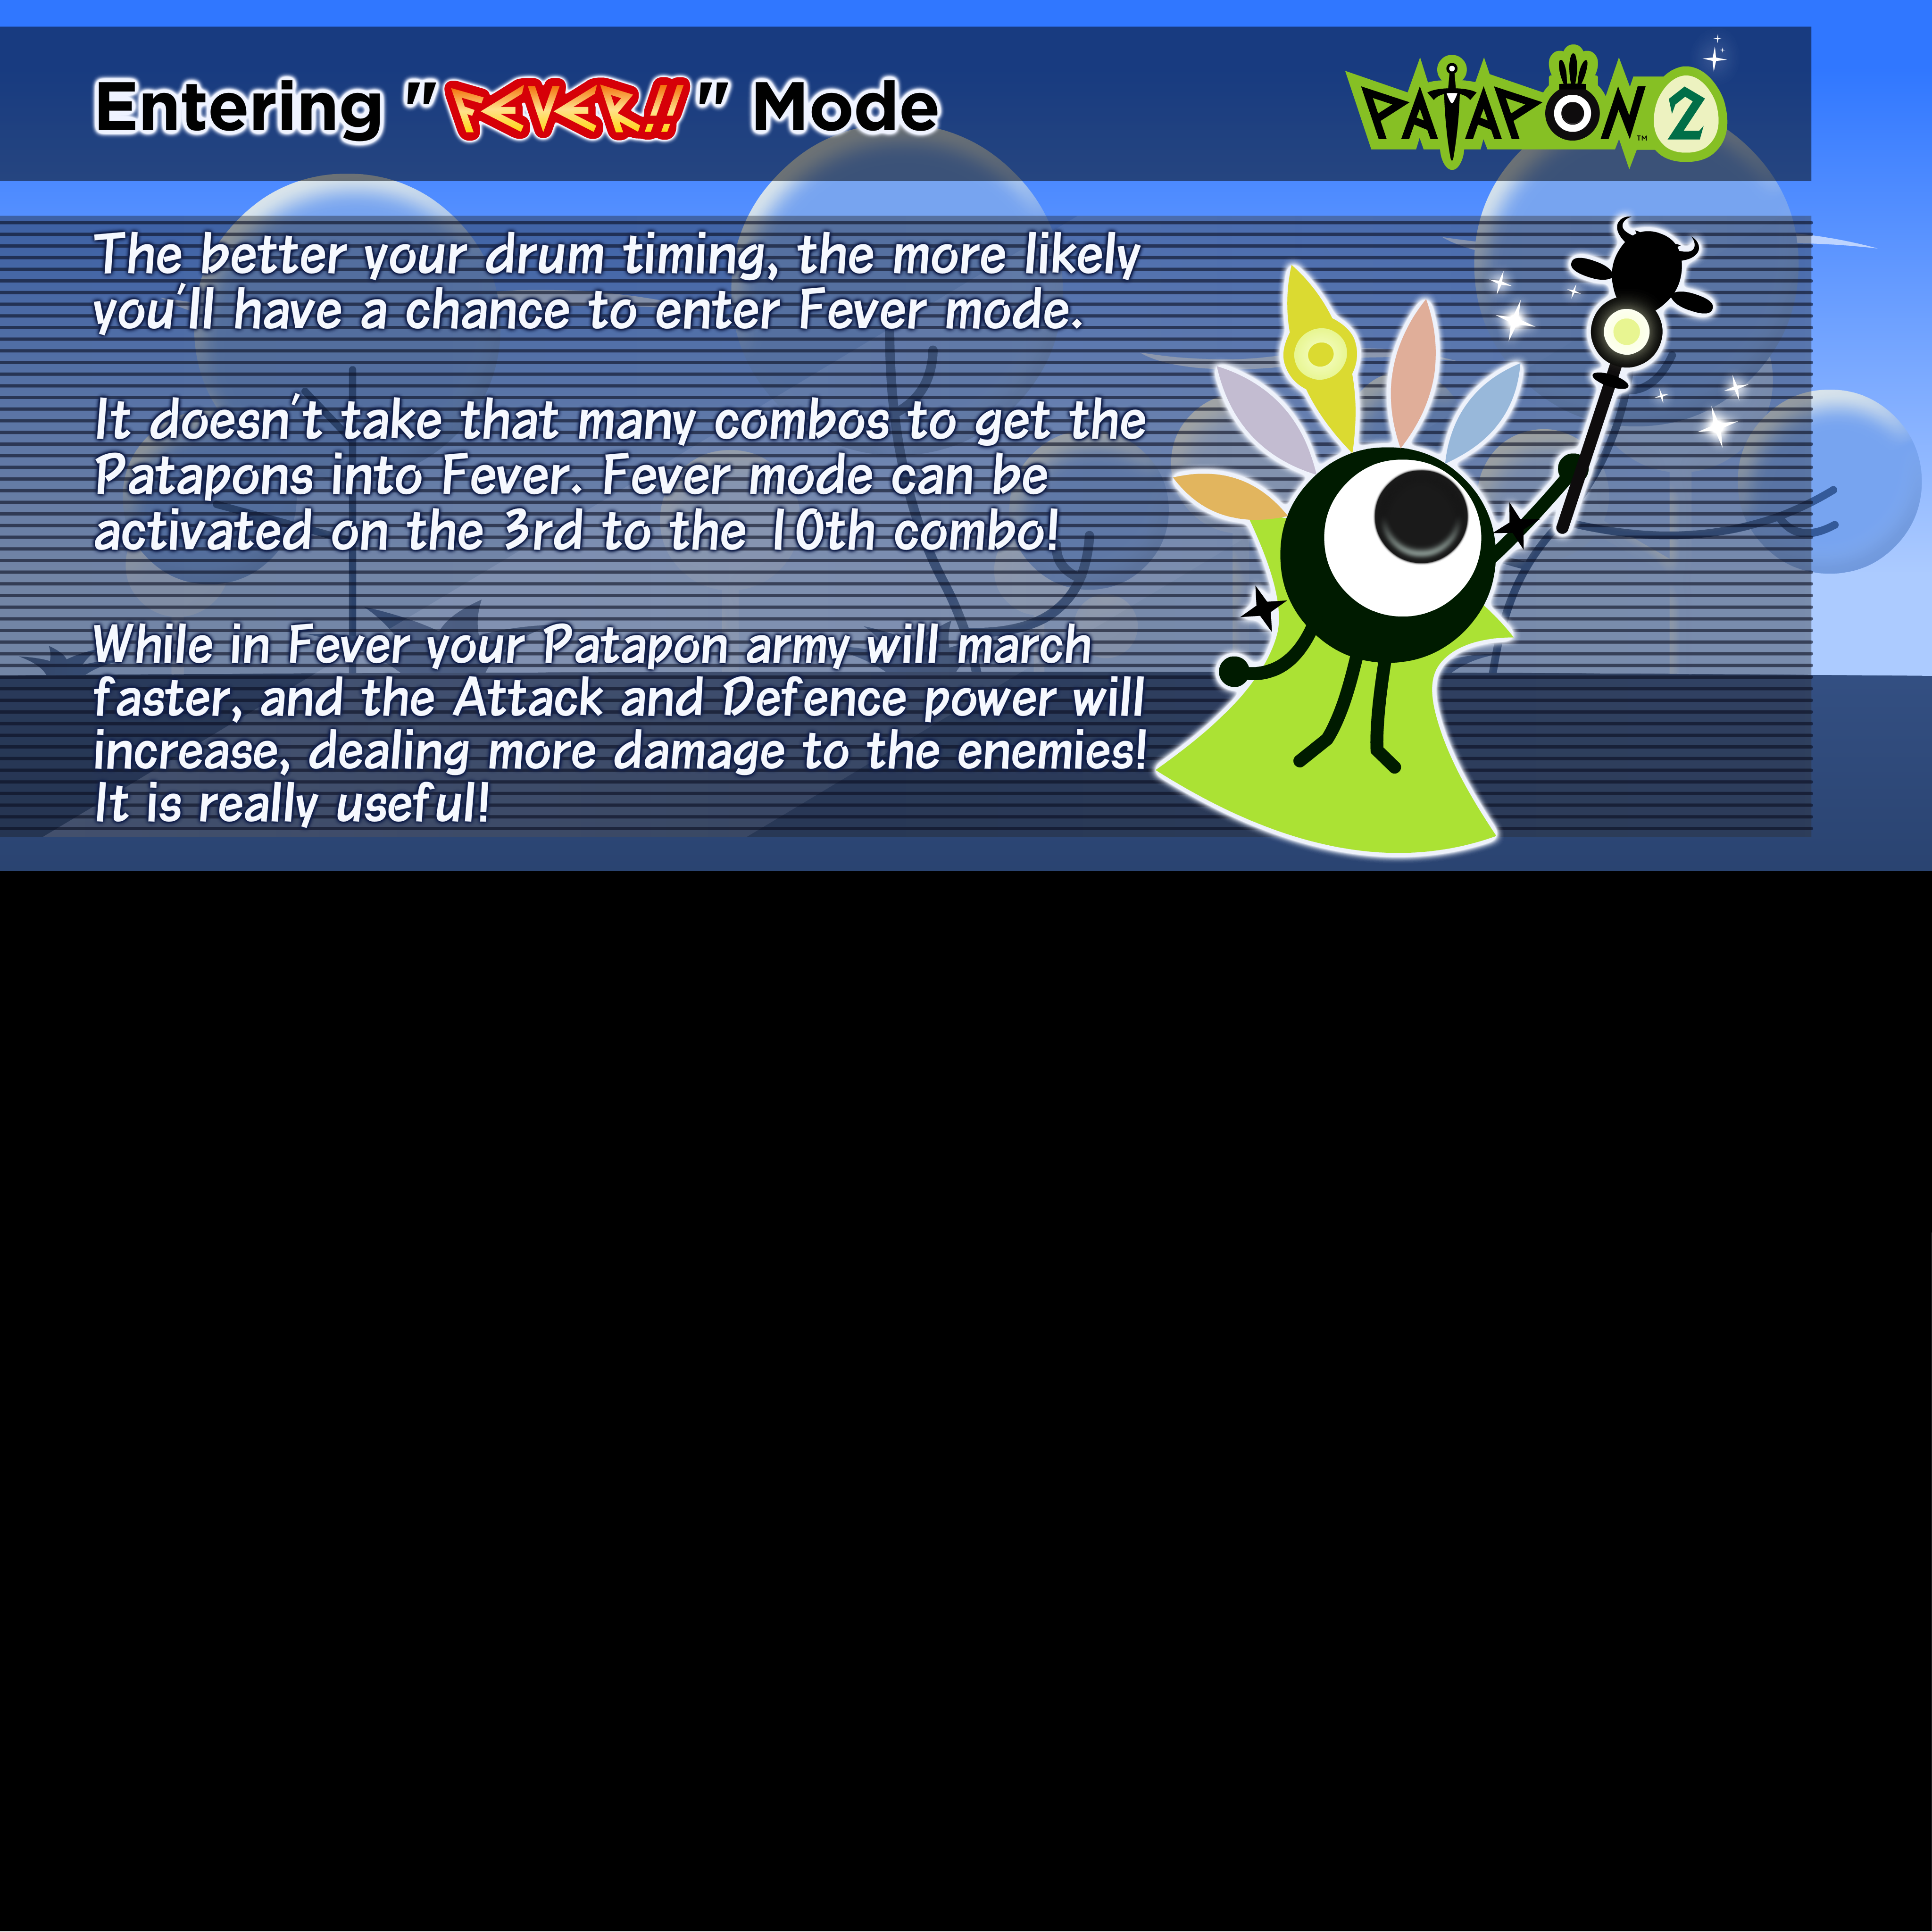 Entering "FEVER!!" Mode
PATAPON™ 2
The better your drum timing, the more likely
you'll have a chance to enter Fever mode.
It doesn't take that many combos to get the
Patapons into Fever. Fever mode can be
activated on the 3rd to the 10th combo!
While in Fever your Patapon army will march
faster, and the Attack and Defence power will
increase, dealing more damage to the enemies!
It is really useful!